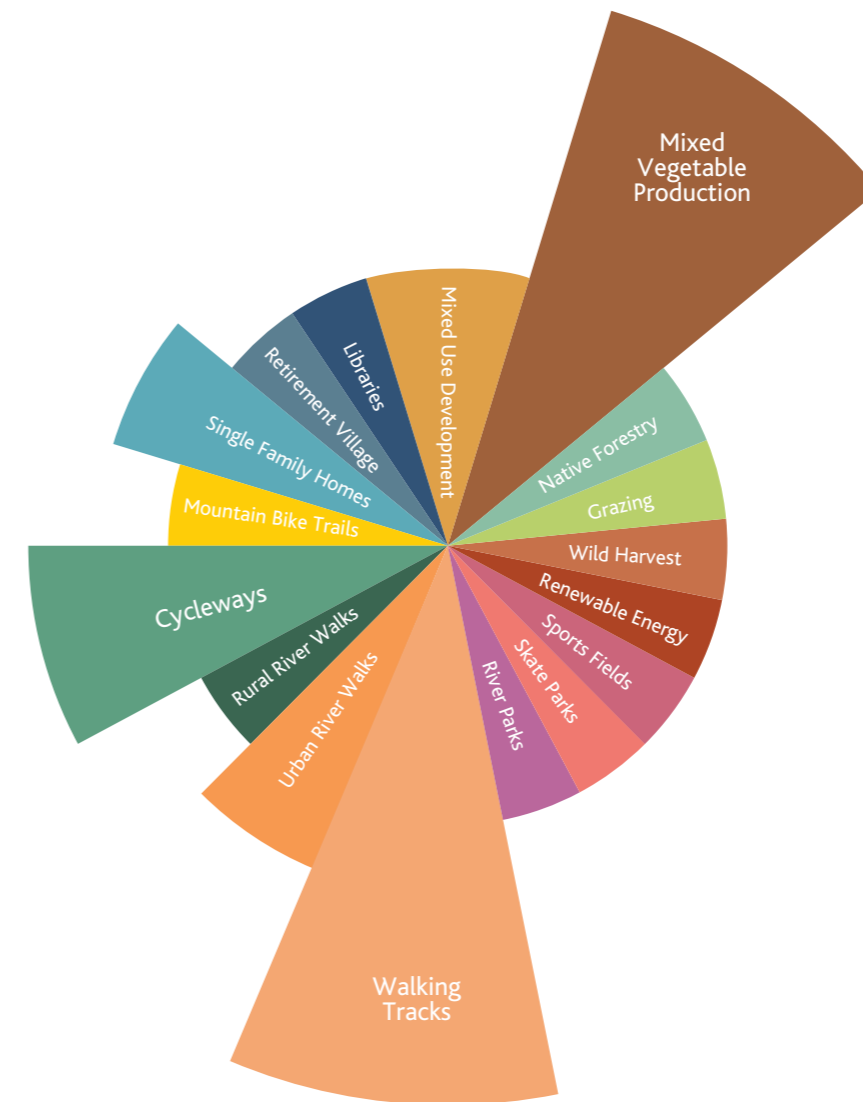 Mixed
Vegetable
Production
Native Forestry
Grazing
Wild Harvest
Renewable Energy
Sports Fields
Skate Parks
River Parks
Walking
Tracks
Urban River Walks
Rural River Walks
Cycleways
Mountain Bike Trails
Single Family Homes
Retirement Village
Libraries
Mixed Use Development